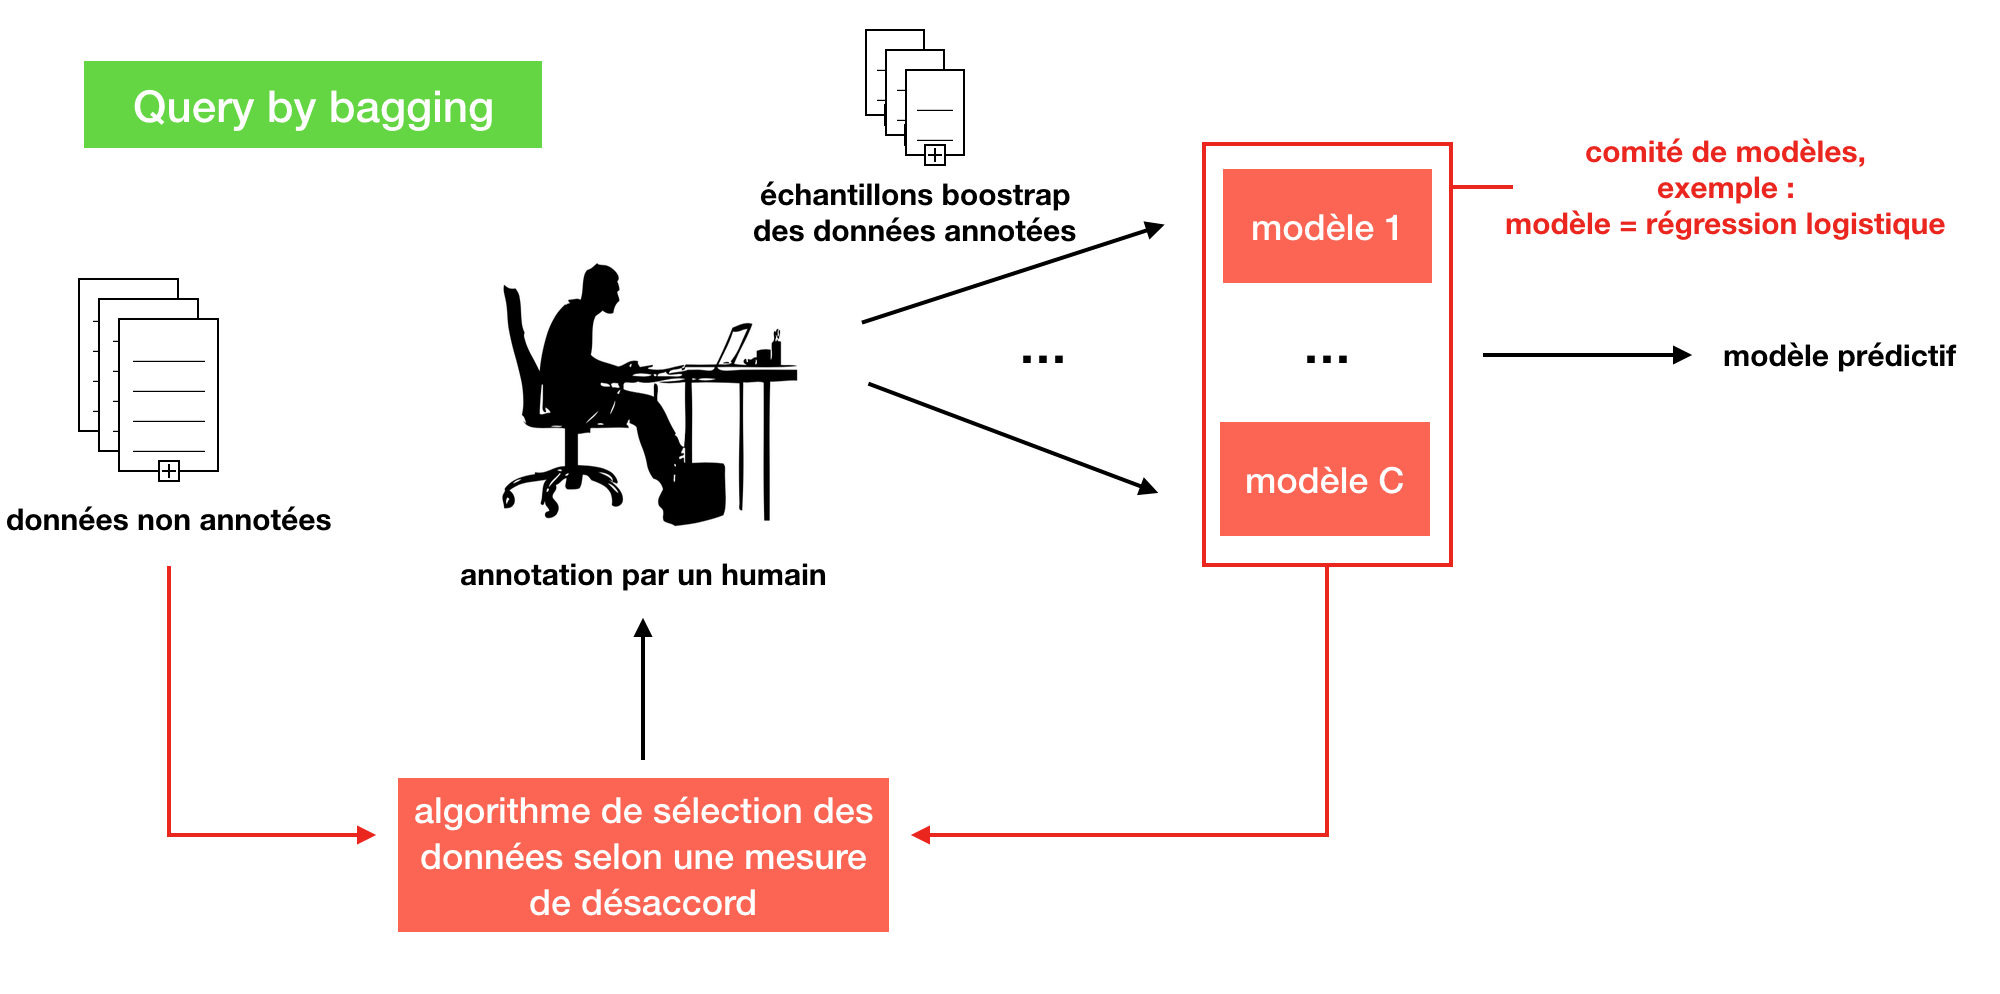 Query by bagging
échantillons boostrap
des données annotées
comité de modèles,
exemple :
modèle = régression logistique
modèle 1
...
...
modèle prédictif
modèle C
données non annotées
annotation par un humain
algorithme de sélection des
données selon une mesure
de désaccord